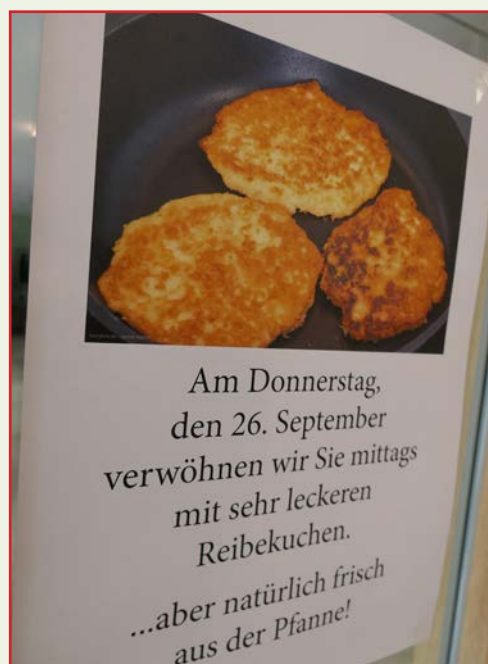 Am Donnerstag,
den 26. September
verwöhnen wir Sie mittags
mit sehr leckeren
Reibekuchen.
...aber natürlich frisch
aus der Pfanne!